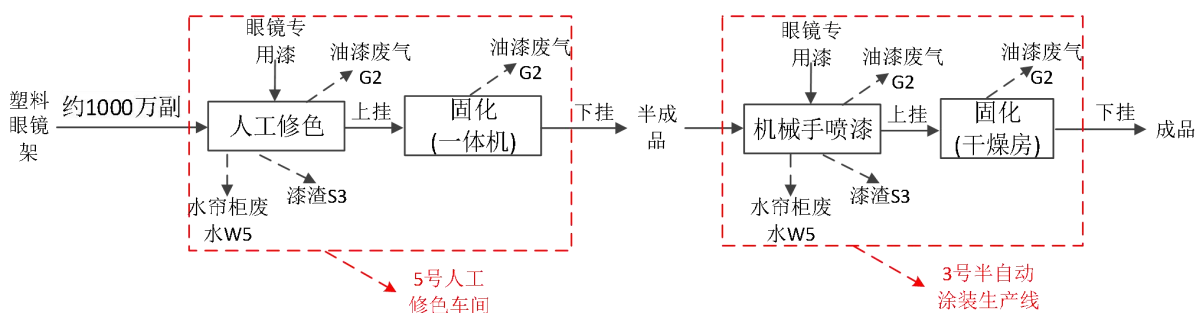 塑料
眼镜
架
约1000万副
眼镜专
用漆
油漆废气
G2
人工修色
水帘柜废
水W5
漆渣S3
上挂
油漆废气
G2
固化
(一体机)
下挂
5号人工
修色车间
半成
品
眼镜专
用漆
油漆废气
G2
机械手喷漆
水帘柜废
水W5
漆渣S3
上挂
油漆废气
G2
固化
(干燥房)
下挂
成品
3号半自动
涂装生产线